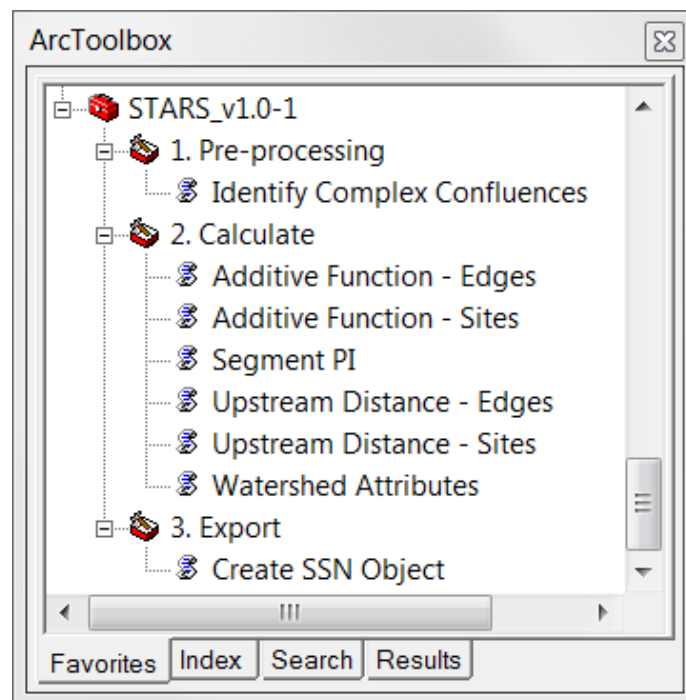 ArcToolbox
STARS_v1.0-1
1. Pre-processing
Identify Complex Confluences
2. Calculate
Additive Function - Edges
Additive Function - Sites
Segment PI
Upstream Distance - Edges
Upstream Distance - Sites
Watershed Attributes
3. Export
Create SSN Object
Favorites Index Search Results